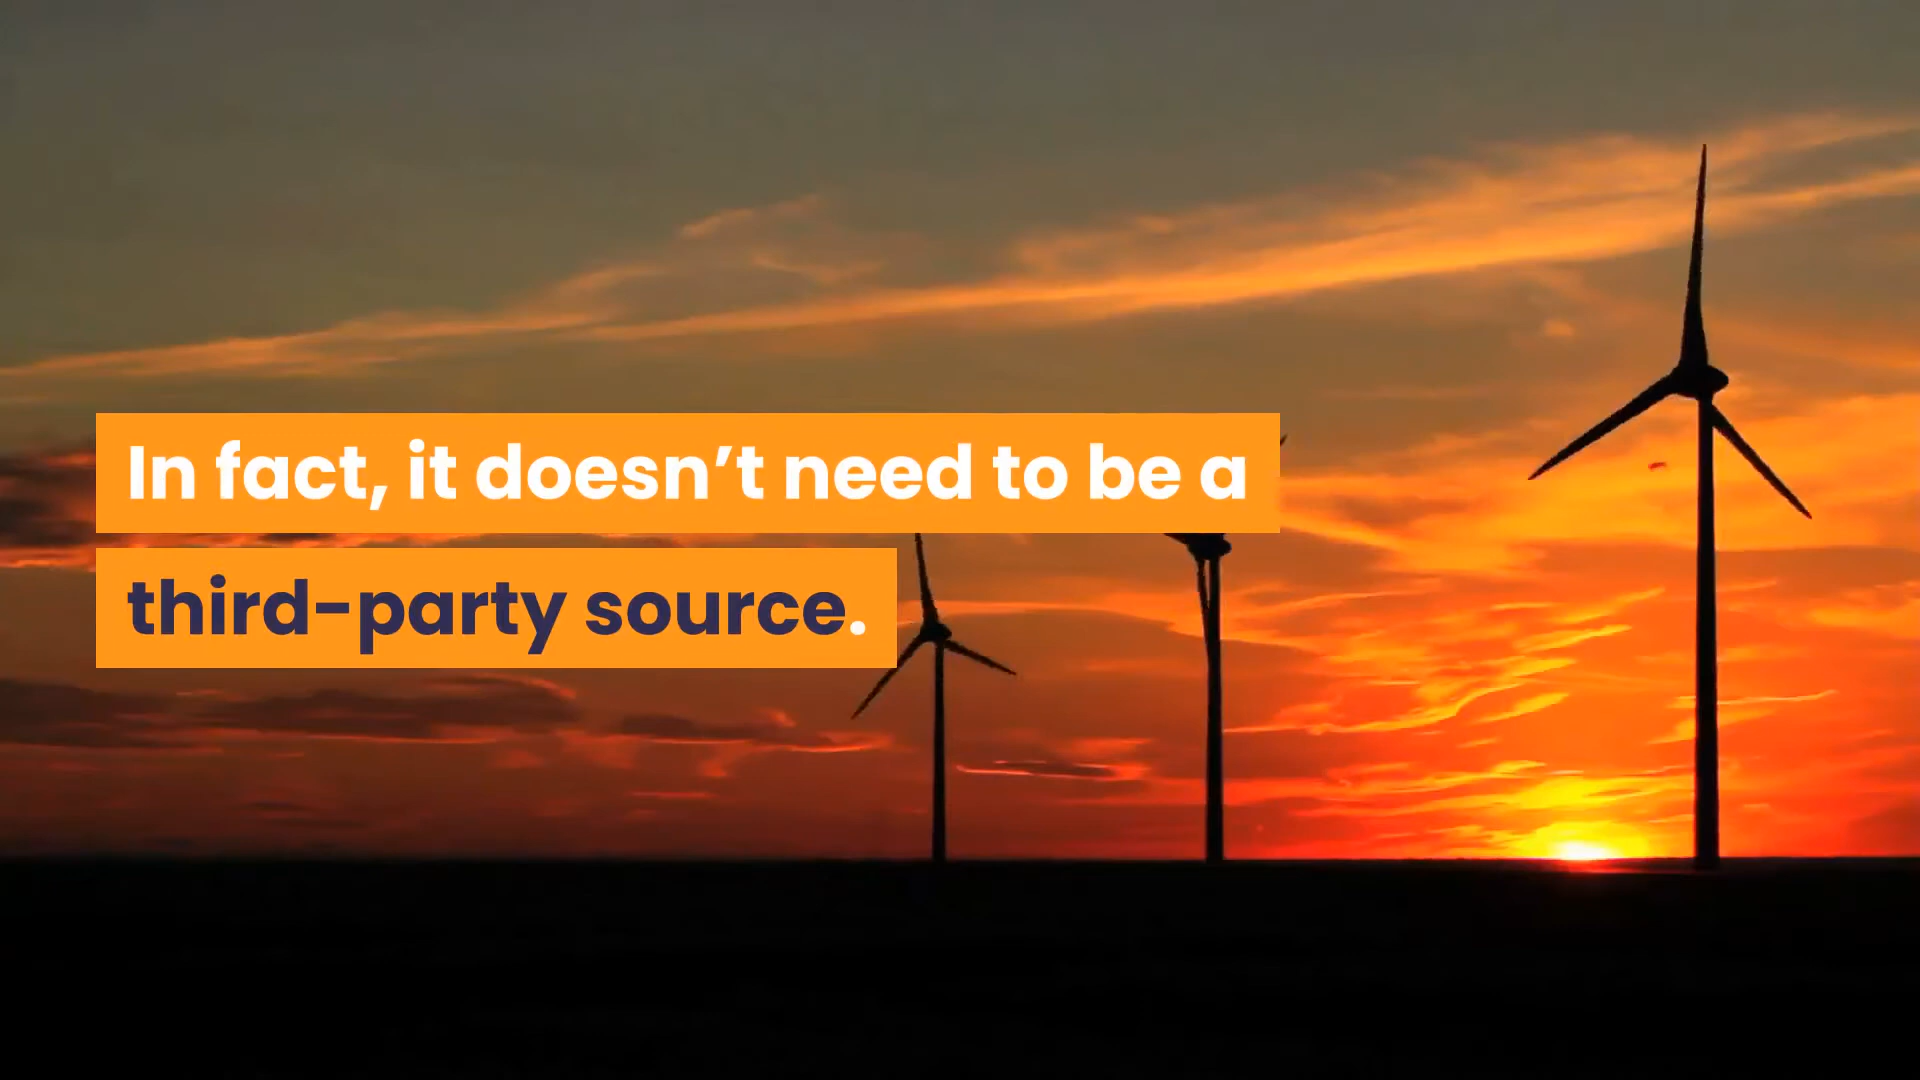 In fact, it doesn’t need to be a
third-party source.